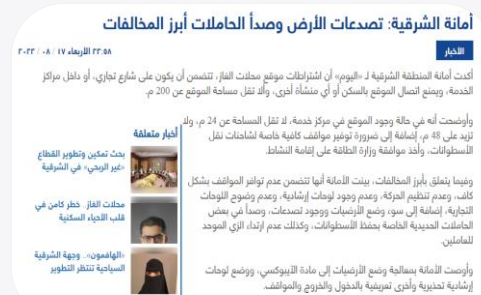 أمانة الشرقية: تصدعات الأرض وصدأ الحاملات أبرز المخالفات
الأخبار
٢٢:٥٨ الأربعاء ١٧ / ٠٨ / ٢٠٢٢
أكدت أمانة المنطقة الشرقية لـ «اليوم» أن اشتراطات موقع محلات الغاز، تتضمن أن يكون على شارع تجاري، أو داخل مراكز
الخدمة، ويمنع اتصال الموقع بالسكن أو أي منشأة أخرى، وألا تقل مساحة الموقع عن 200 م.
وأوضحت أنه في حالة وجود الموقع في مركز خدمة، لا تقل المساحة عن 24 م، ولا
تزيد على 48 م، إضافة إلى ضرورة توفير مواقف كافية خاصة لشاحنات نقل
الأسطوانات، وأخذ موافقة وزارة الطاقة على إقامة النشاط.
وفيما يتعلق بأبرز المخالفات، بينت الأمانة أنها تتضمن عدم توافر المواقف بشكل
كاف، وعدم تنظيم الحركة، وعدم وجود لوحات إرشادية، وعدم وضوح اللوحات
التجارية، إضافة إلى سوء وضع الأرضيات ووجود تصدعات، وصدأ في بعض
الحاملات الحديدية الخاصة بحفظ الأسطوانات، وكذلك عدم ارتداء الزي الموحد
للعاملين.
وأوصت الأمانة بمعالجة وضع الأرضيات إلى مادة الآيبوكسي، ووضع لوحات
إرشادية تحذيرية وأخرى تعريفية بالدخول والخروج والمواقف.
أخبار متعلقة
بحث تمكين وتطوير القطاع
«غير الربحي» في الشرقية
محلات الغاز.. خطر كامن في
قلب الأحياء السكنية
«الهافمون».. وجهة الشرقية
السياحية تنتظر التطوير